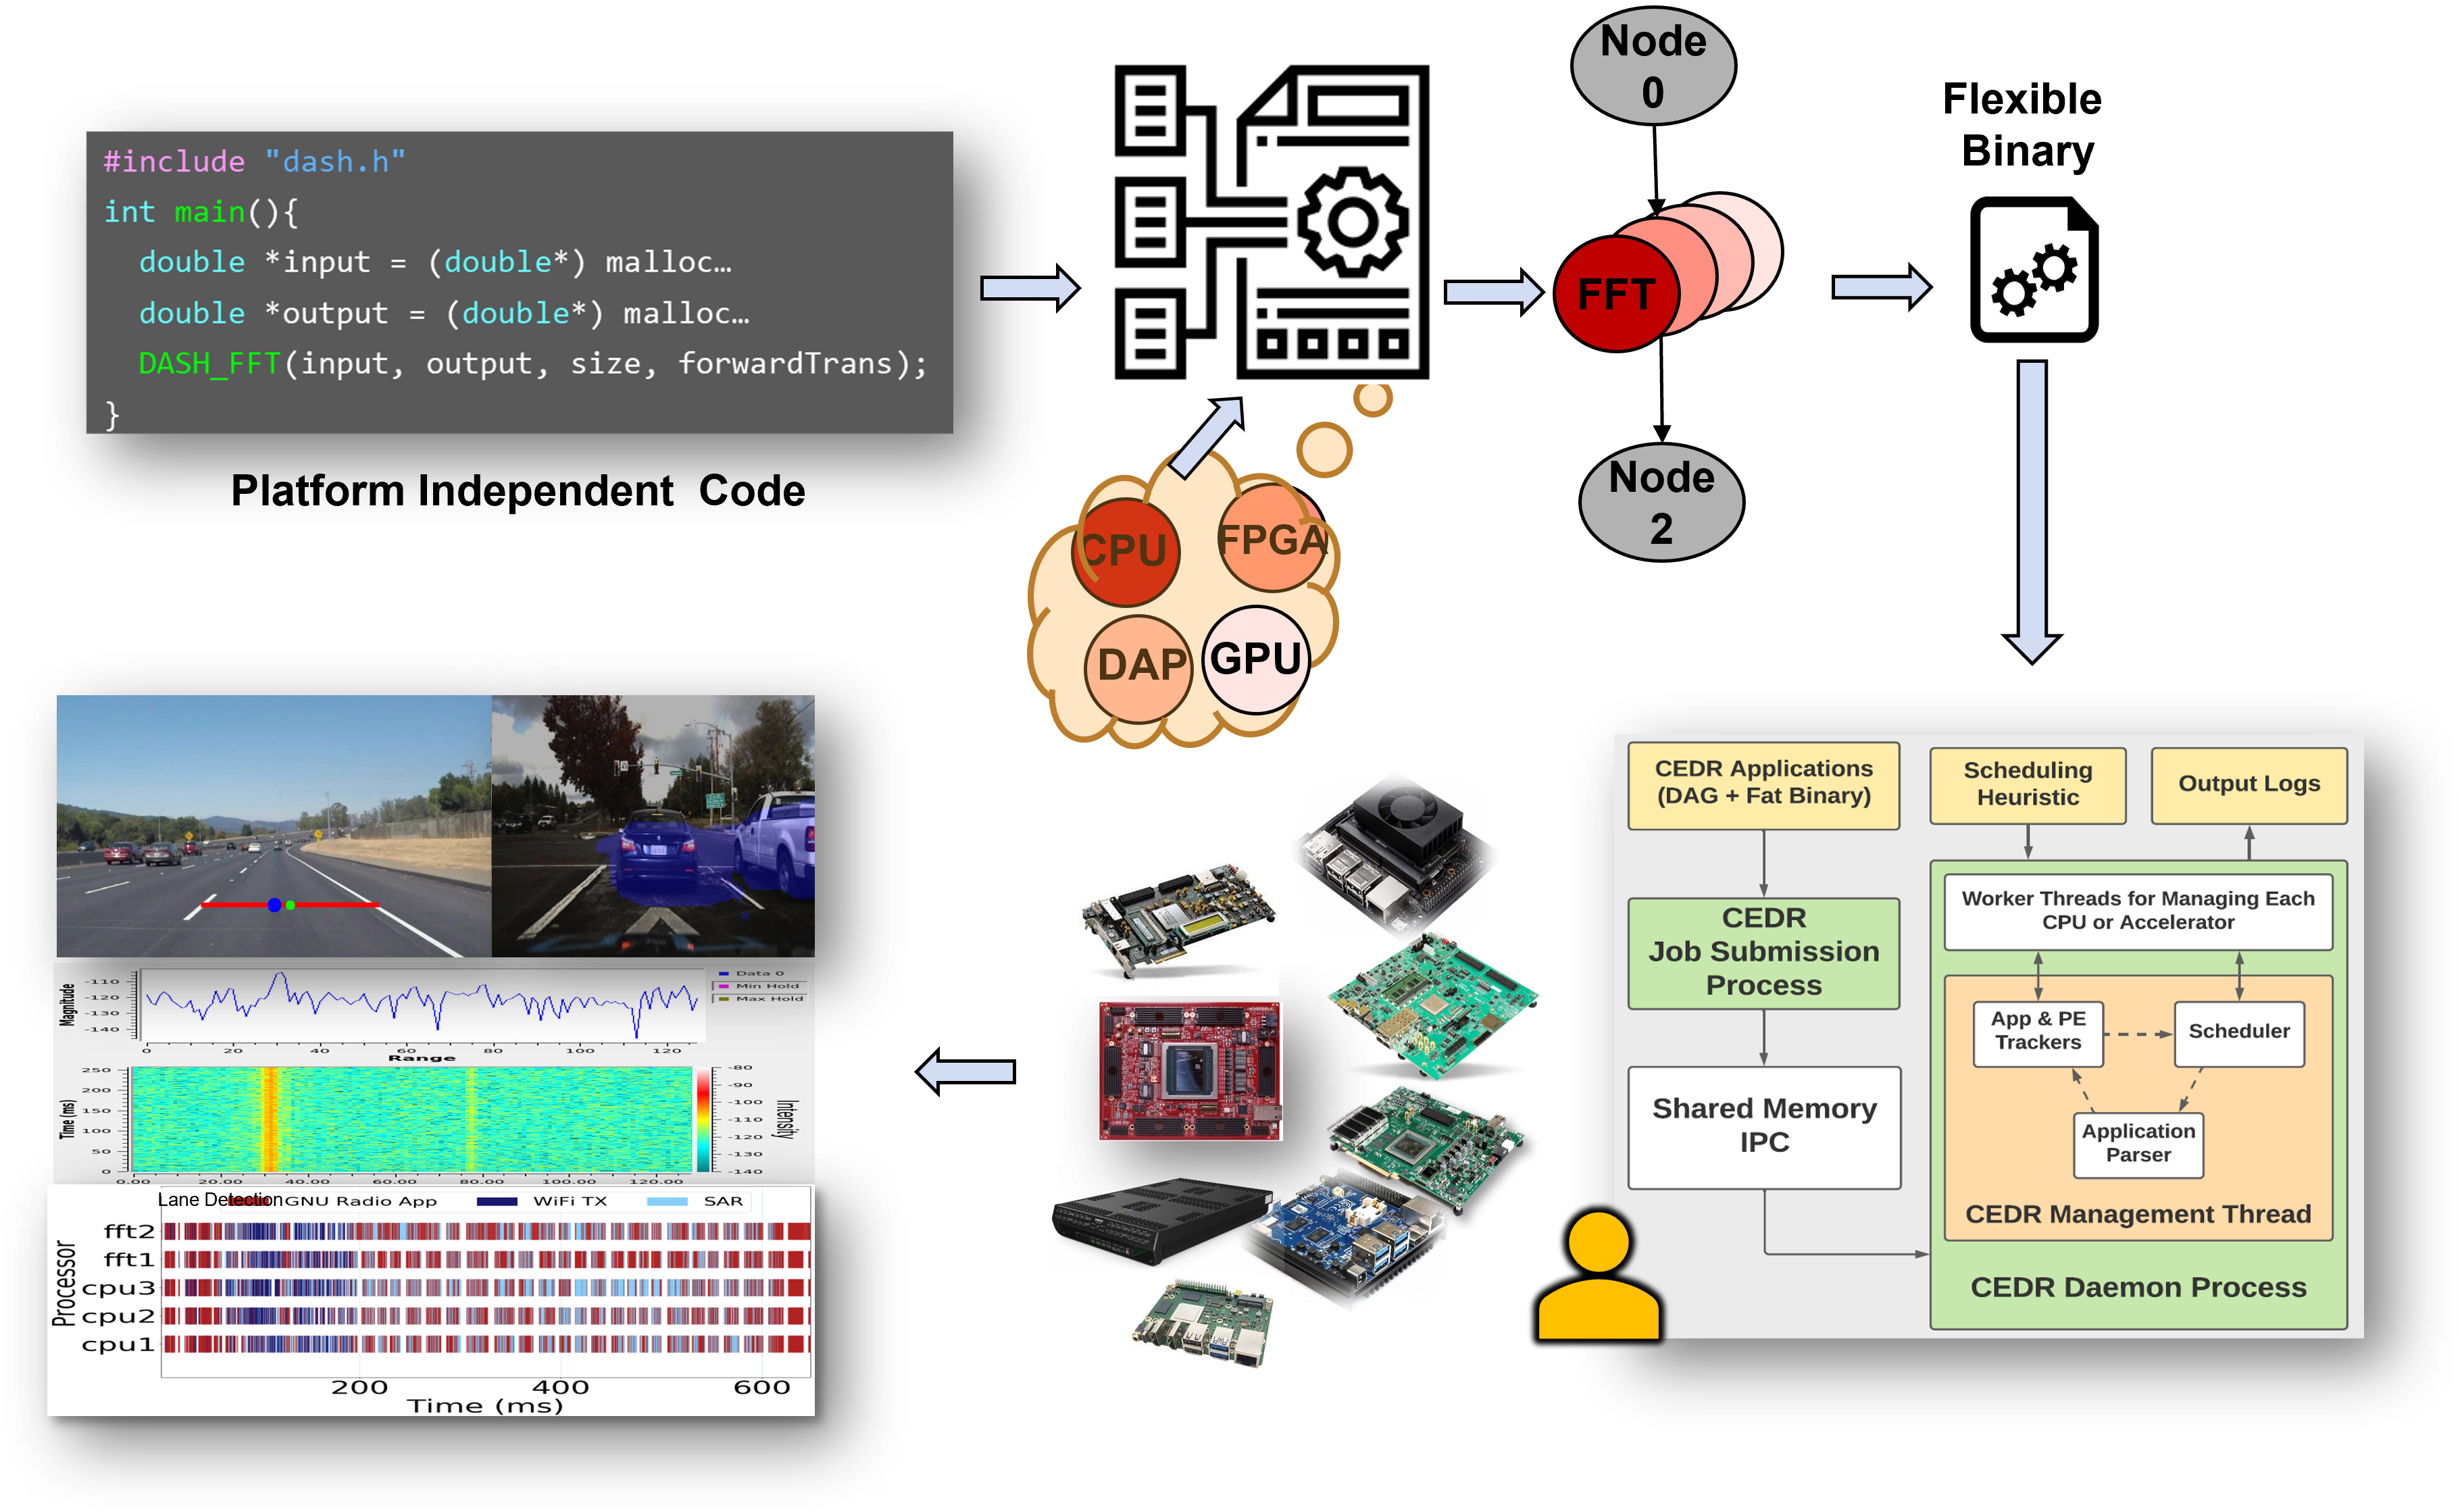 #include "dash.h"
int main(){
double *input = (double*) malloc…
double *output = (double*) malloc…
DASH_FFT(input, output, size, forwardTrans);
}
Platform Independent  Code
CPU
FPGA
DAP
GPU
Node
0
FFT
Node
2
Flexible
Binary
CEDR Applications
(DAG + Fat Binary)
Scheduling
Heuristic
Output Logs
CEDR
Job Submission
Process
Shared Memory
IPC
Worker Threads for Managing Each
CPU or Accelerator
App & PE
Trackers
Scheduler
Application
Parser
CEDR Management Thread
CEDR Daemon Process
Magnitude
-110
-120
-130
-140
Data 0
Min Hold
Max Hold
0 20 40 60 80 100 120
Range
Time (ms)
250
200
150
100
50
0
0.00 20.00 40.00 60.00 80.00 100.00 120.00
-80
-90
-100
-110
-120
-130
-140
Intensity
Lane Detection GNU Radio App WiFi TX SAR
Processor
fft2
fft1
cpu3
cpu2
cpu1
200 400 600
Time (ms)